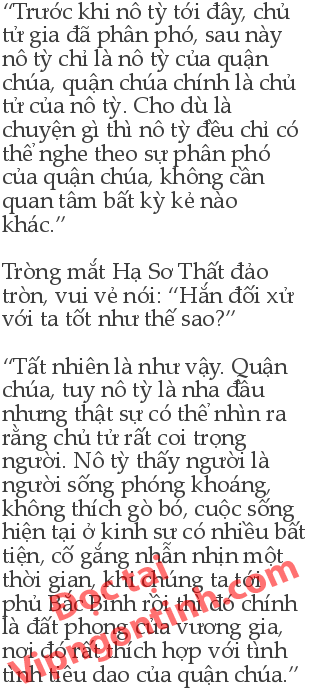 “Trước khi nô tỳ tới đây, chủ
tử gia đã phân phó, sau này
nô tỳ chỉ là nô tỳ của quận
chúa, quận chúa chính là chủ
tử của nô tỳ. Cho dù là
chuyện gì thì nô tỳ đều chỉ có
thể nghe theo sự phân phó
của quận chúa, không cần
quan tâm bất kỳ kẻ nào
khác.”
Tròng mắt Hạ Sơ Thất đảo
tròn, vui vẻ nói: “Hắn đối xử
với ta tốt như thế sao?”
“Tất nhiên là như vậy. Quận
chúa, tuy nô tỳ là nha đầu
nhưng thật sự có thể nhìn ra
rằng chủ tử rất coi trọng
người. Nô tỳ thấy người là
người sống phóng khoáng,
không thích gò bó, cuộc sống
hiện tại ở kinh sư có nhiều bất
tiện, cố gắng nhẫn nhịn một
thời gian, khi chúng ta tới
phủ Bắc Bình rồi thì đó chính
là đất phong của vương gia,
nơi đó rất thích hợp với tình
tình tiêu dao của quận chúa.”
Doc tai
Vipngontinh.com